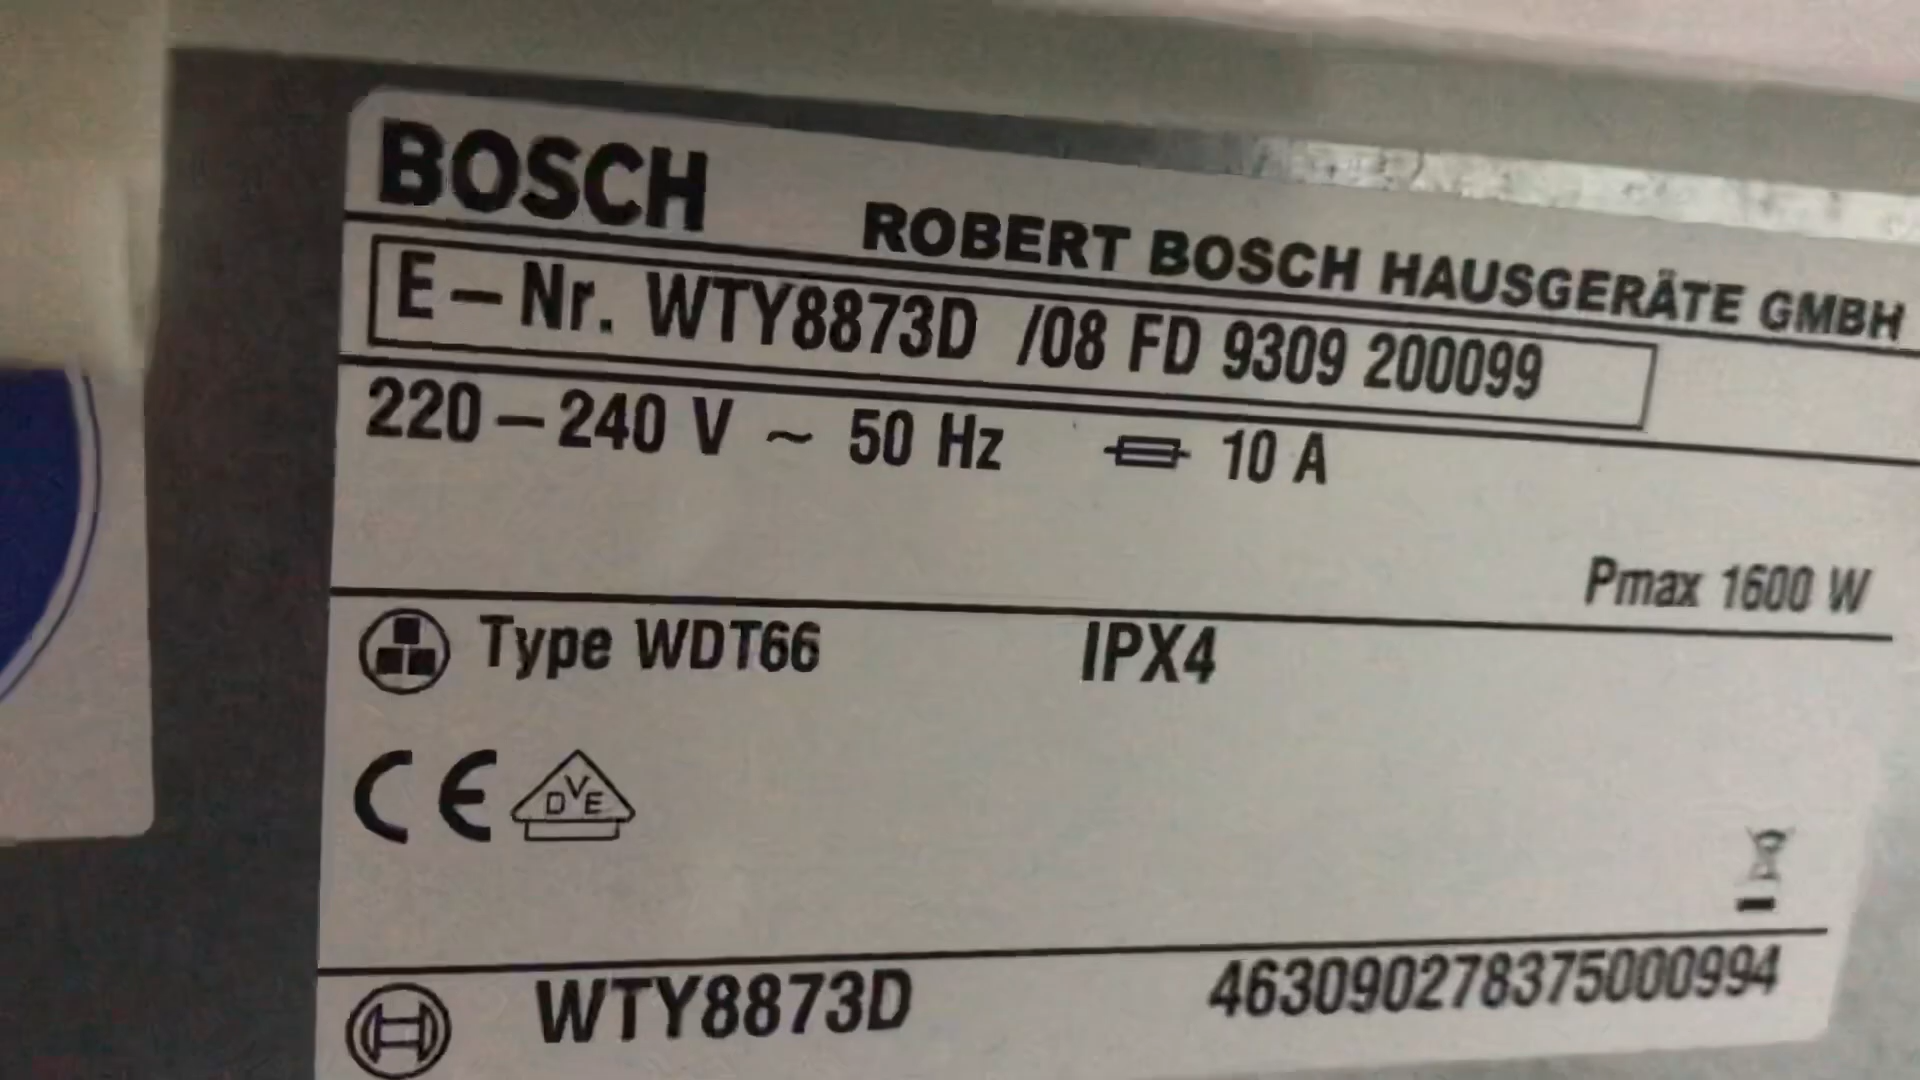 BOSCH
ROBERT BOSCH HAUSGERÄTE GMBH
E-Nr. WTY8873D /08 FD 9309 200099
220-240 V ~ 50 Hz 10 A
Pmax 1600 W
Type WDT66 IPX4
CE DVE
WTY8873D 463090278375000994